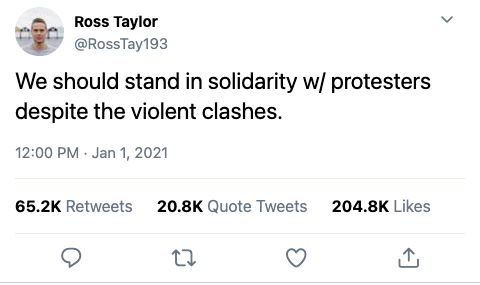 Ross Taylor
@RossTay193
We should stand in solidarity w/ protesters
despite the violent clashes.
12:00 PM · Jan 1, 2021
65.2K Retweets 20.8K Quote Tweets 204.8K Likes